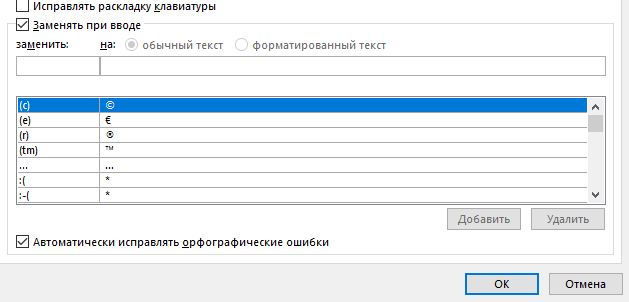 Исправлять раскладку клавиатуры
Заменять при вводе
заменить: на: обычный текст форматированный текст
(c) ©
(e) €
(r) ®
(tm) ™
... ...
:( *
:-( *
Добавить Удалить
Автоматически исправлять орфографические ошибки
ОК Отмена